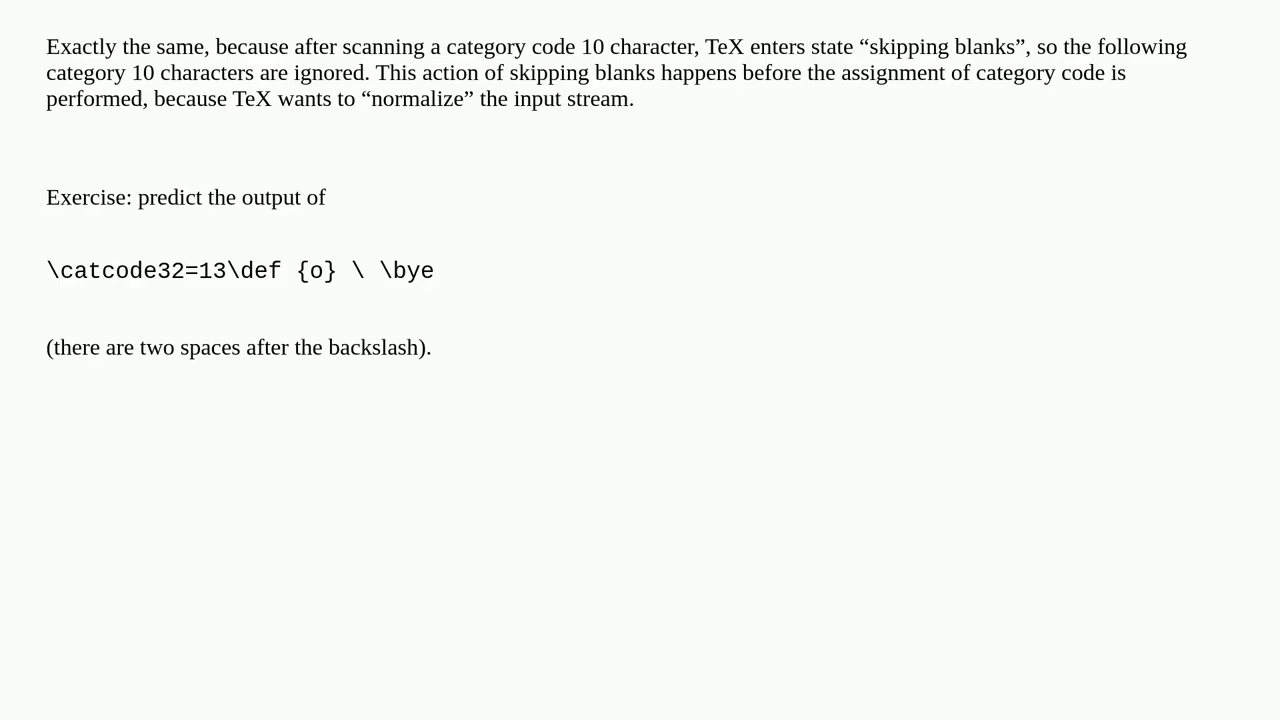 Exactly the same, because after scanning a category code 10 character, TeX enters state “skipping blanks”, so the following
category 10 characters are ignored. This action of skipping blanks happens before the assignment of category code is
performed, because TeX wants to “normalize” the input stream.
Exercise: predict the output of
\catcode32=13\def {o} \ \bye
(there are two spaces after the backslash).